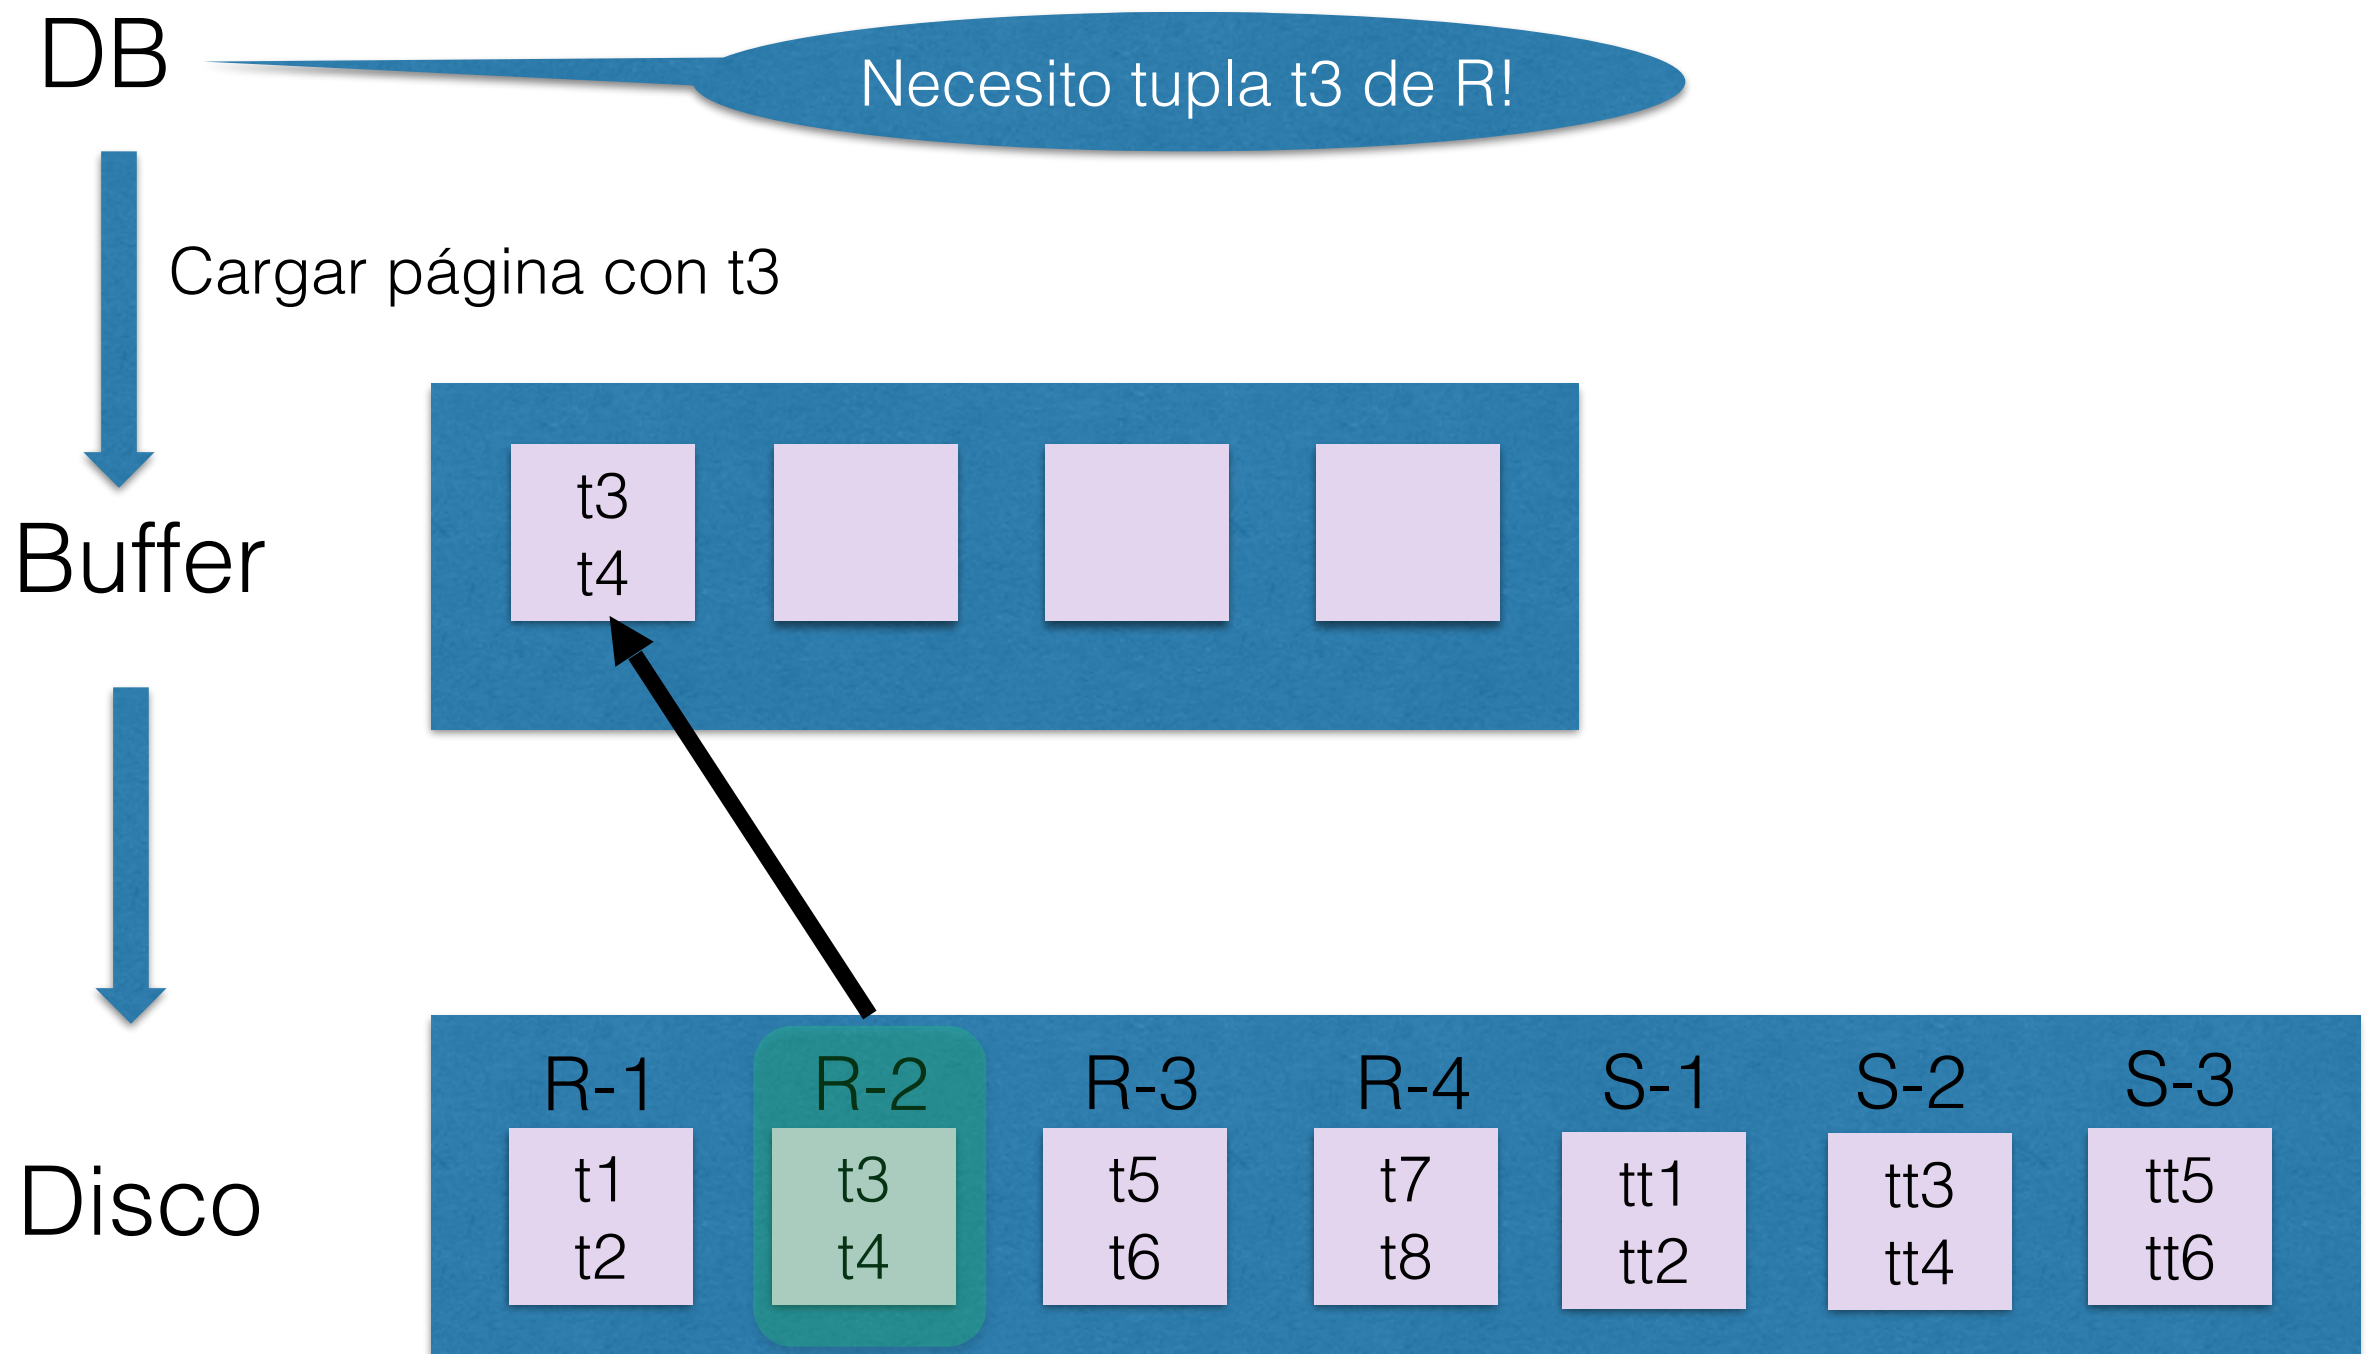 DB
Necesito tupla t3 de R!
Cargar página con t3
Buffer
t3
t4
Disco
R-1
t1
t2
R-2
t3
t4
R-3
t5
t6
R-4
t7
t8
S-1
tt1
tt2
S-2
tt3
tt4
S-3
tt5
tt6